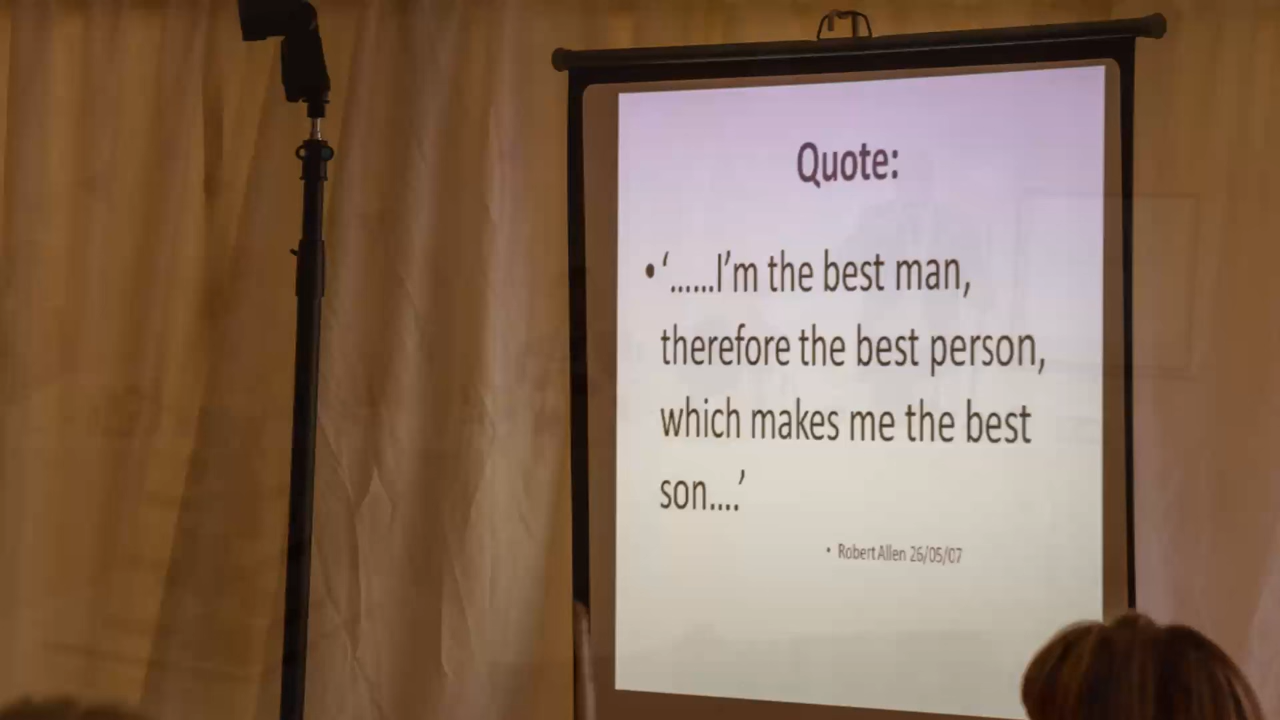 Quote:
• ‘......I’m the best man,
therefore the best person,
which makes me the best
son....’
• Robert Allen 26/05/07